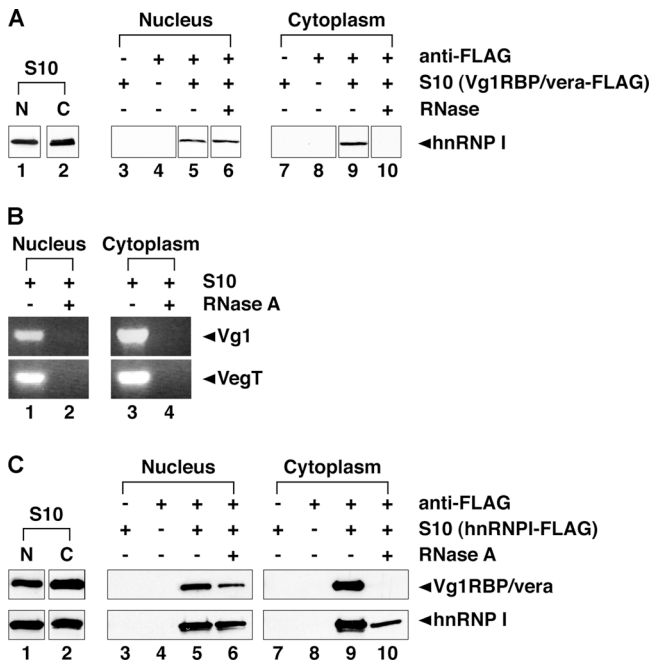 A
Nucleus Cytoplasm
- + + + - + + + anti-FLAG
S10 + - + + + - + + S10 (Vg1RBP/vera-FLAG)
N C - - - + - - - + RNase
◄hnRNP I
1 2 3 4 5 6 7 8 9 10
B
Nucleus Cytoplasm
+ + + + S10
- + - + RNase A
◄Vg1
◄VegT
1 2 3 4
C
Nucleus Cytoplasm
- + + + - + + + anti-FLAG
S10 + - + + + - + + S10 (hnRNPI-FLAG)
N C - - - + - - - + RNase A
◄Vg1RBP/vera
◄hnRNP I
1 2 3 4 5 6 7 8 9 10